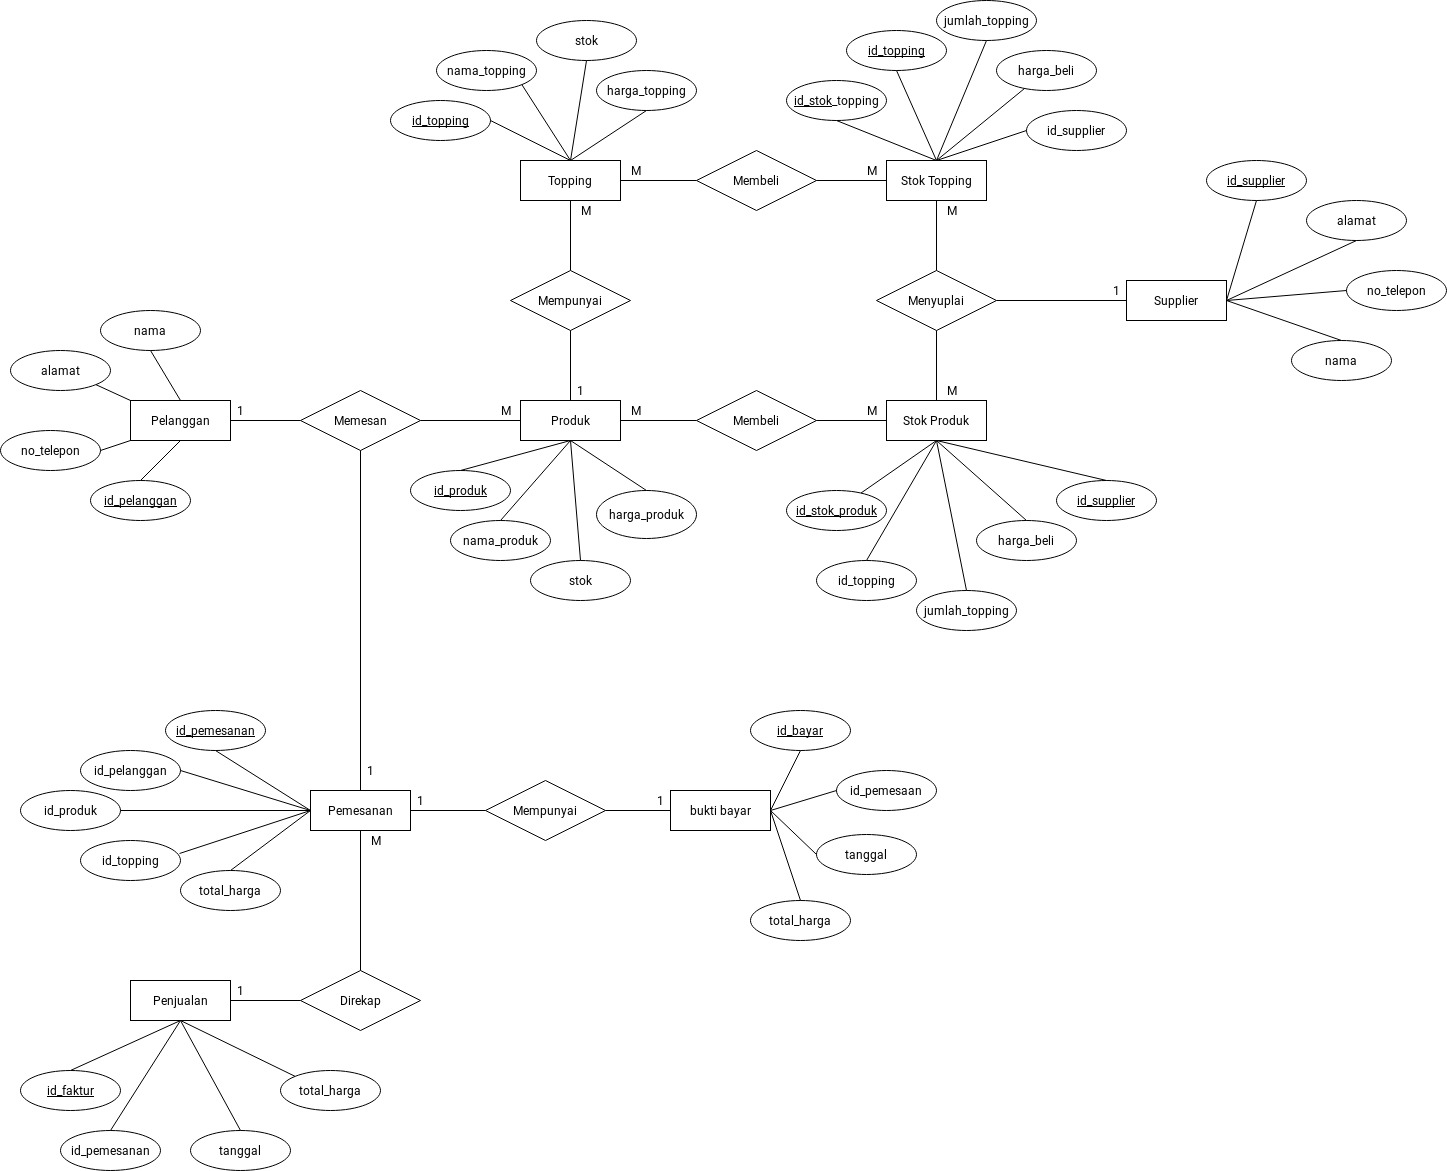 jumlah_topping
stok
id_topping
nama_topping
harga_beli
harga_topping
id_stok_topping
id_topping
id_supplier
Topping
M
Membeli
M
Stok Topping
id_supplier
M
M
alamat
Mempunyai
Menyuplai
1
Supplier
no_telepon
nama
nama
alamat
1
M
Pelanggan
1
Memesan
M
Produk
M
Membeli
M
Stok Produk
no_telepon
id_pelanggan
id_produk
harga_produk
id_stok_produk
id_supplier
nama_produk
harga_beli
stok
id_topping
jumlah_topping
id_pemesanan
id_bayar
id_pelanggan
1
id_pemesaan
id_produk
Pemesanan
1
Mempunyai
1
bukti bayar
M
id_topping
tanggal
total_harga
total_harga
Penjualan
1
Direkap
id_faktur
total_harga
id_pemesanan
tanggal